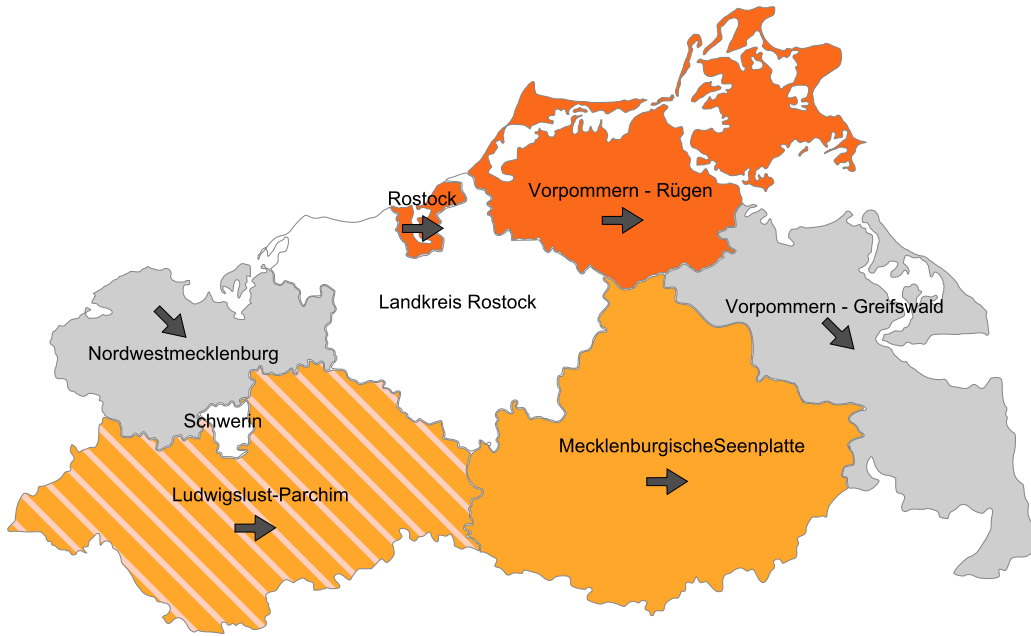 Vorpommern - Rügen
Rostock
Landkreis Rostock
Vorpommern - Greifswald
Nordwestmecklenburg
Schwerin
MecklenburgischeSeenplatte
Ludwigslust-Parchim